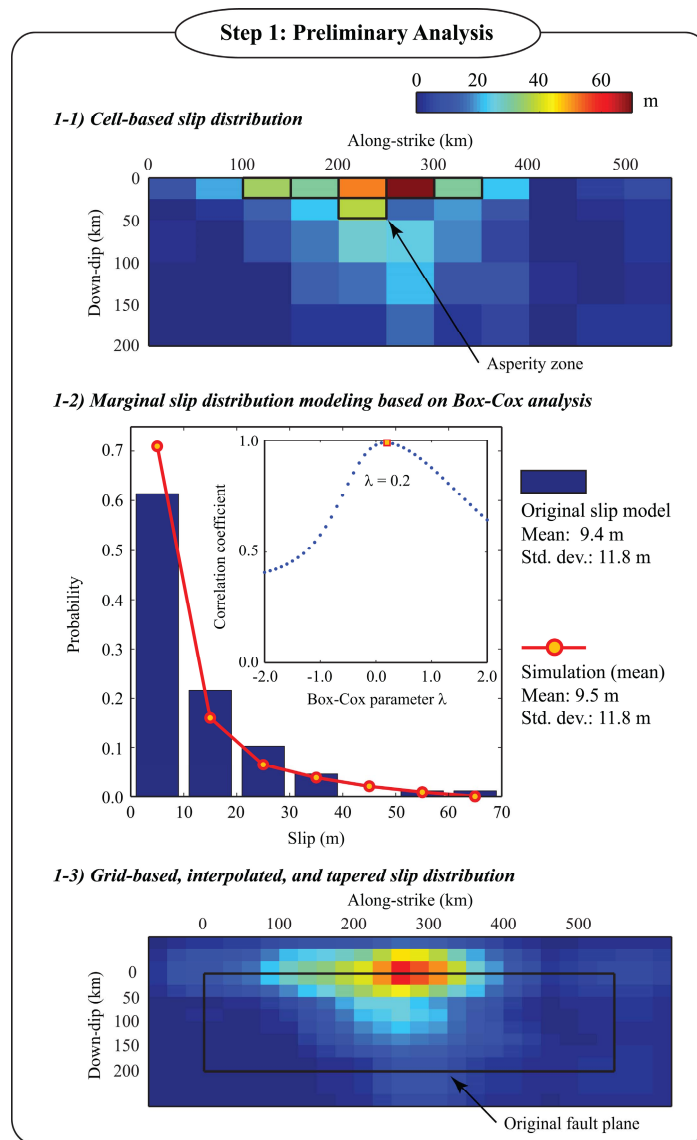 Step 1: Preliminary Analysis
0 20 40 60
m
1-1) Cell-based slip distribution
Along-strike (km)
0 100 200 300 400 500
Down-dip (km)
0
50
100
150
200
Asperity zone
1-2) Marginal slip distribution modeling based on Box-Cox analysis
Probability
0.7
0.6
0.5
0.4
0.3
0.2
0.1
0.0
0 10 20 30 40 50 60 70
Slip (m)
Correlation coefficient
1.0
0.5
0.0
λ = 0.2
-2.0 -1.0 0.0 1.0 2.0
Box-Cox parameter λ
Original slip model
Mean: 9.4 m
Std. dev.: 11.8 m
Simulation (mean)
Mean: 9.5 m
Std. dev.: 11.8 m
1-3) Grid-based, interpolated, and tapered slip distribution
Along-strike (km)
0 100 200 300 400 500
Down-dip (km)
0
50
100
150
200
Original fault plane